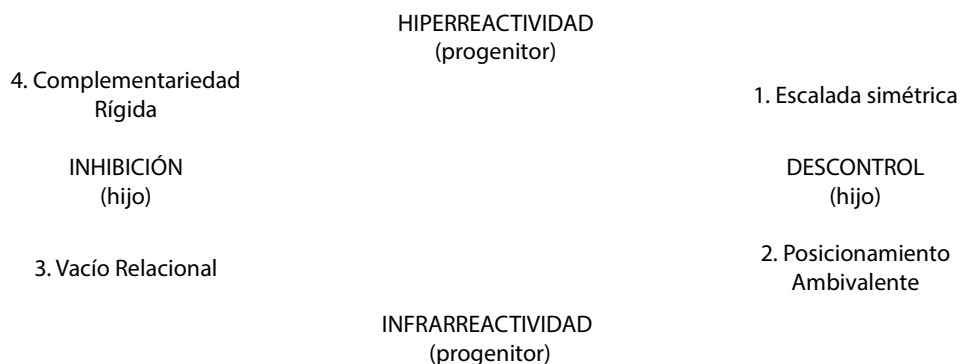 HIPERREACTIVIDAD
(progenitor)
4. Complementariedad
Rígida
1. Escalada simétrica
INHIBICIÓN
(hijo)
DESCONTROL
(hijo)
3. Vacío Relacional
2. Posicionamiento
Ambivalente
INFRARREACTIVIDAD
(progenitor)